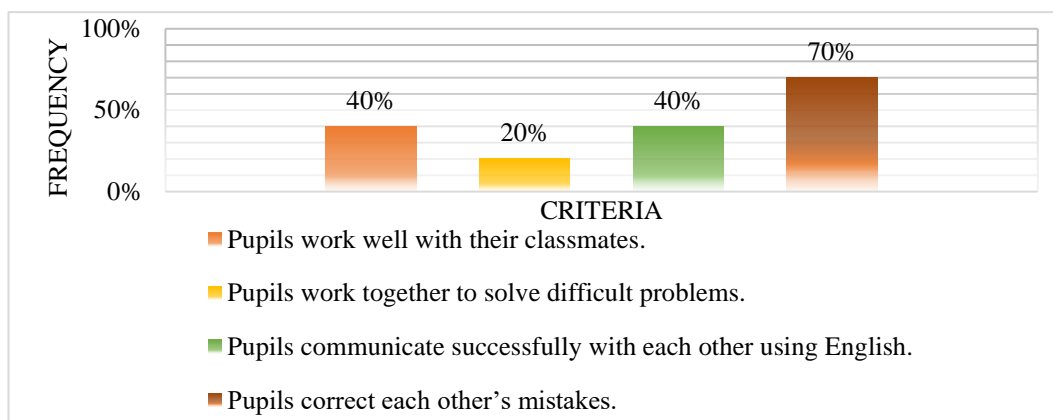 100%
70%
FREQUENCY
50%
40%
40%
20%
0%
CRITERIA
Pupils work well with their classmates.
Pupils work together to solve difficult problems.
Pupils communicate successfully with each other using English.
Pupils correct each other’s mistakes.